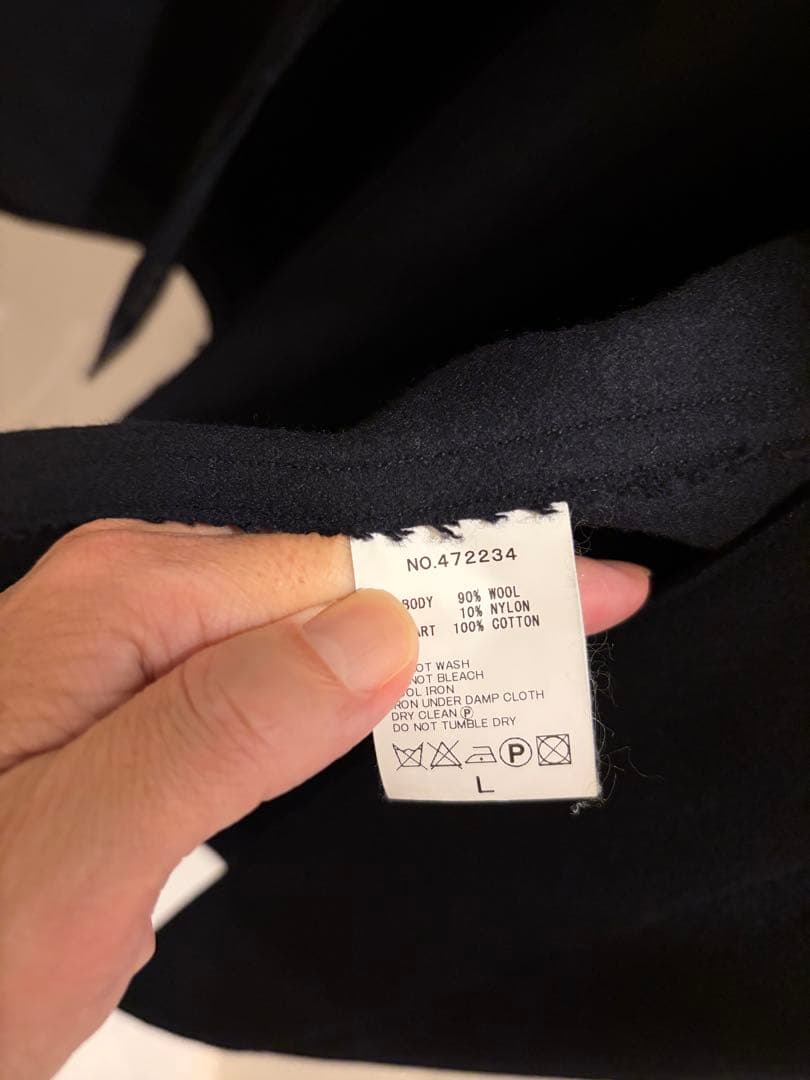 NO.472234
BODY 90% WOOL
10% NYLON
100% COTTON
WASH
NOT BLEACH
IRON
IRON UNDER DAMP CLOTH
DRY CLEAN Ⓟ
DO NOT TUMBLE DRY
P
L